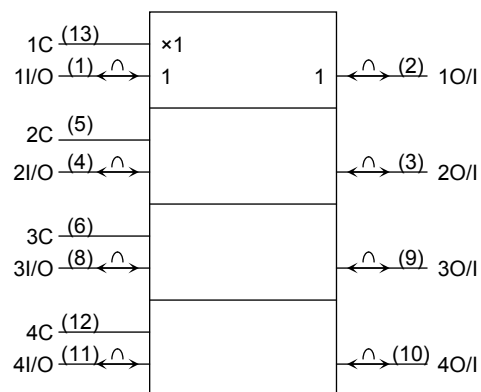 1C (13) ×1
1I/O (1) ∩ 1 1 ∩ (2) 1O/I
2C (5)
2I/O (4) ∩ ∩ (3) 2O/I
3C (6)
3I/O (8) ∩ ∩ (9) 3O/I
4C (12)
4I/O (11) ∩ ∩ (10) 4O/I